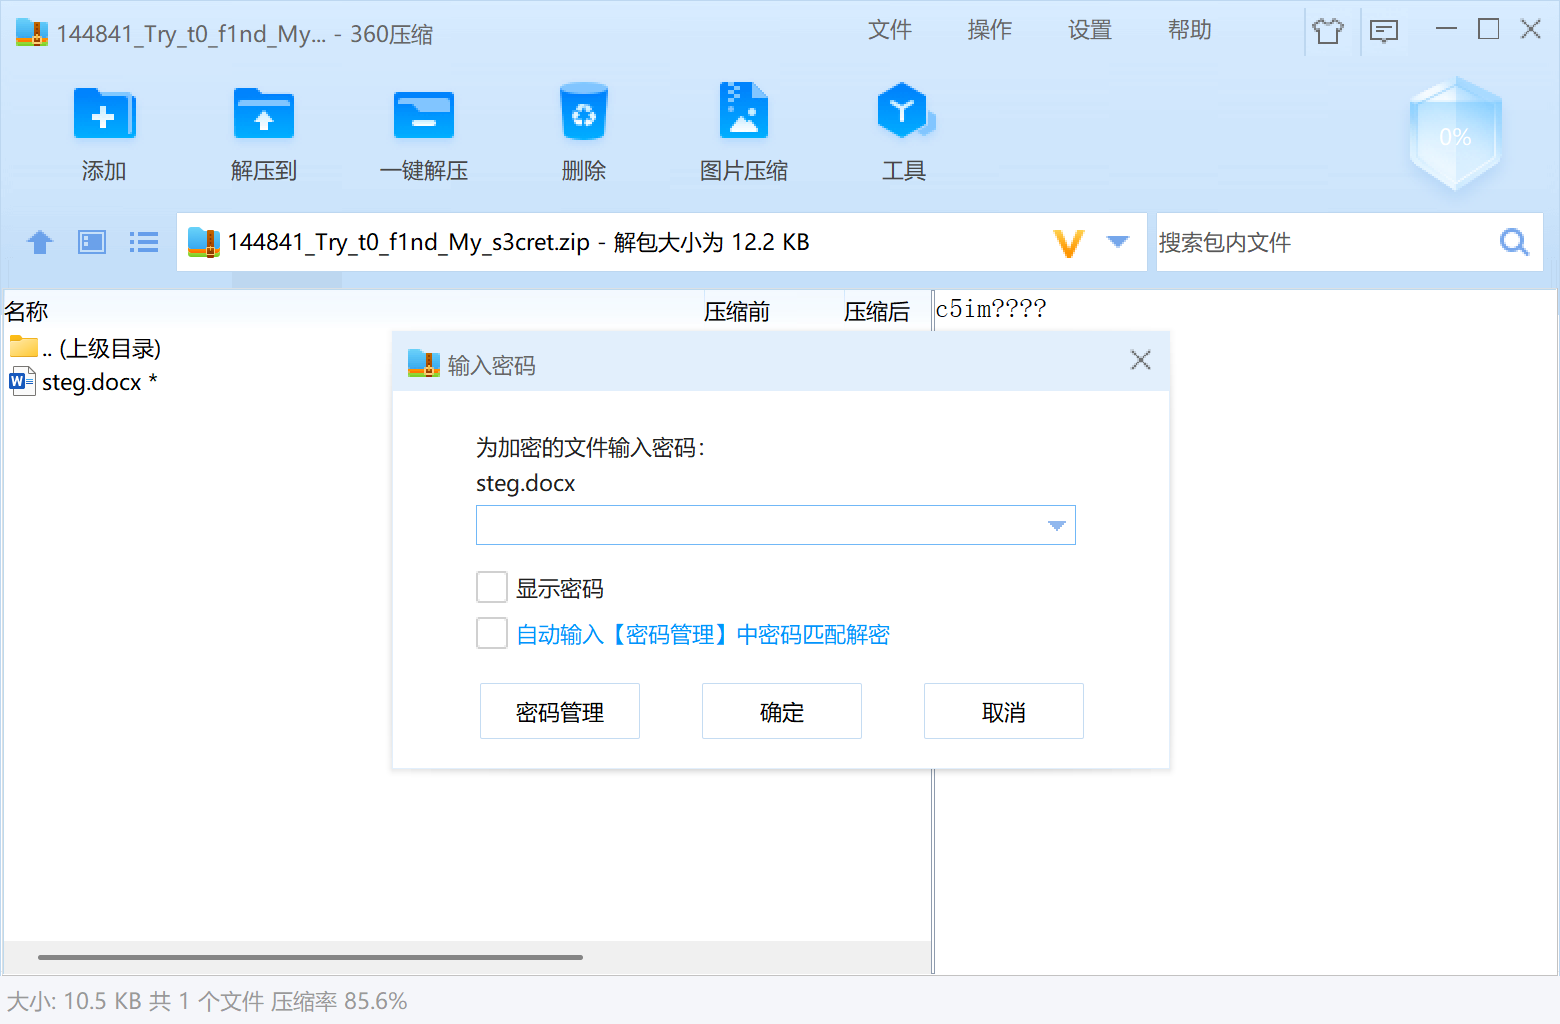 144841_Try_t0_f1nd_My... - 360压缩
文件 操作 设置 帮助
添加 解压到 一键解压 删除 图片压缩 工具
0%
144841_Try_t0_f1nd_My_s3cret.zip - 解包大小为 12.2 KB
搜索包内文件
名称 压缩前 压缩后
c5im????
.. (上级目录)
steg.docx *
输入密码
为加密的文件输入密码：
steg.docx
显示密码
自动输入【密码管理】中密码匹配解密
密码管理 确定 取消
大小: 10.5 KB 共 1 个文件 压缩率 85.6%